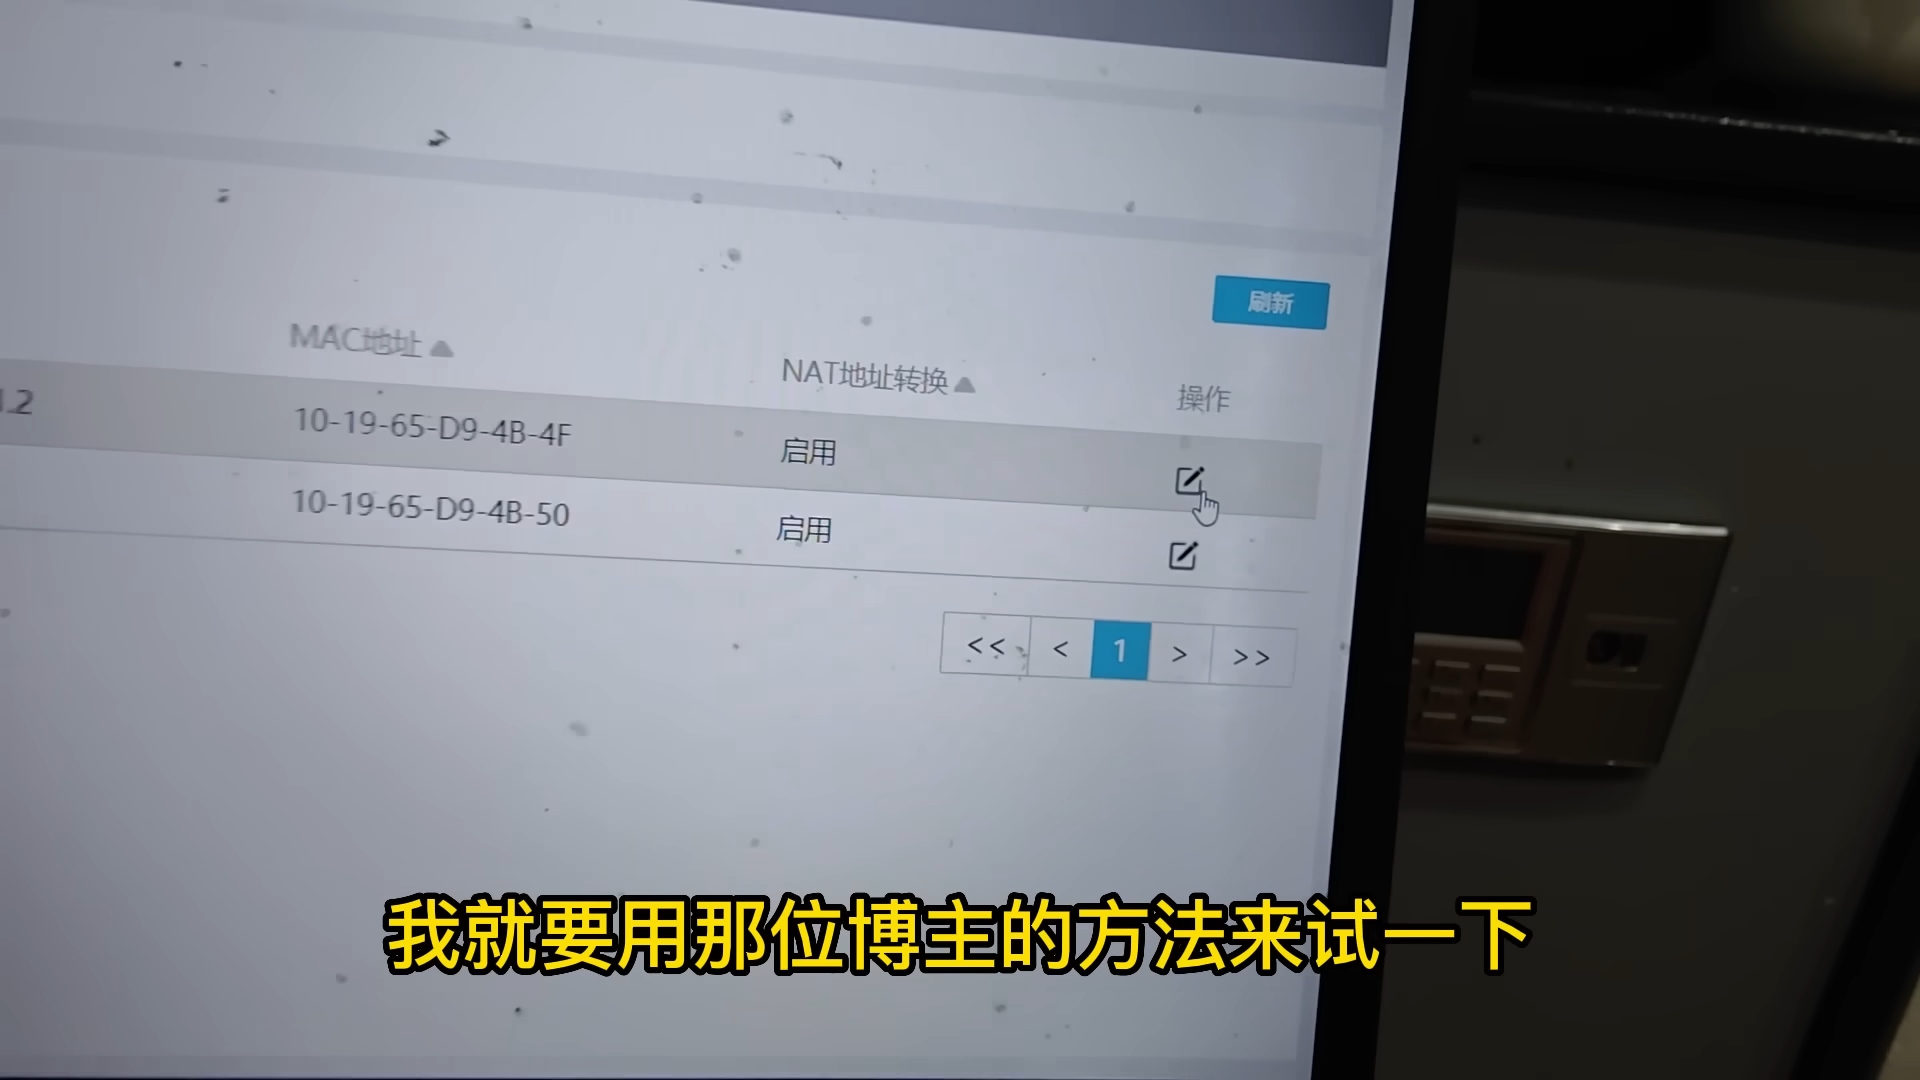 刷新
MAC地址 NAT地址转换 操作
1.2 10-19-65-D9-4B-4F 启用
10-19-65-D9-4B-50 启用
<< < 1 > >>
我就要用那位博主的方法来试一下